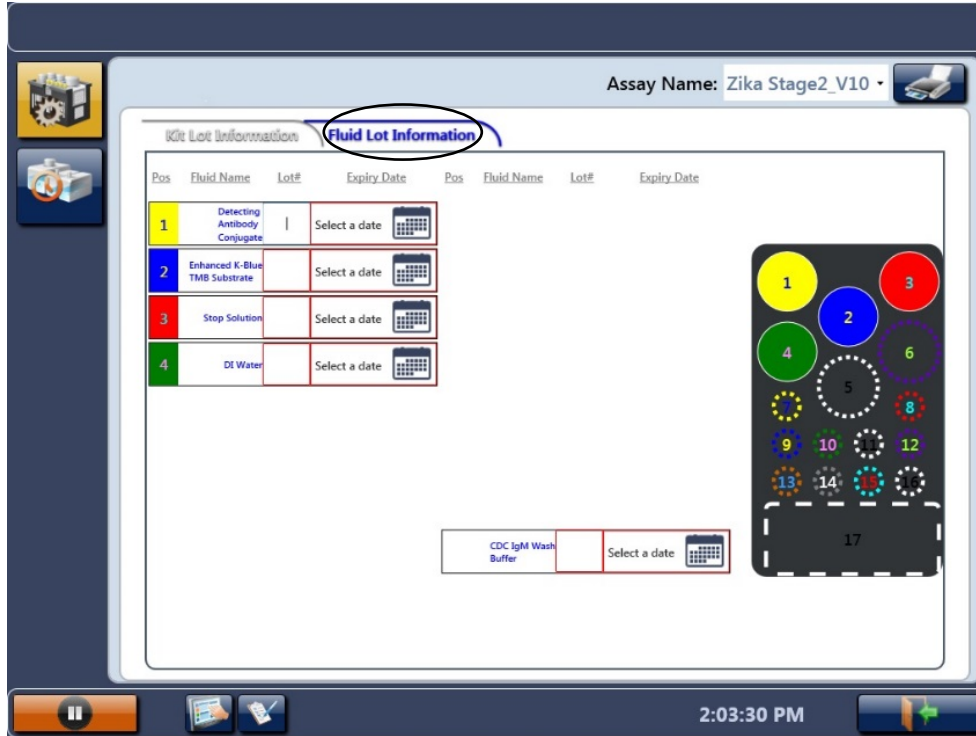 Assay Name: Zika Stage2_V10
Kit Lot Information Fluid Lot Information
Pos Fluid Name Lot# Expiry Date Pos Fluid Name Lot# Expiry Date
1 Detecting
Antibody
Conjugate
Select a date
2 Enhanced K-Blue
TMB Substrate
Select a date
3 Stop Solution Select a date
4 DI Water Select a date
CDC IgM Wash
Buffer
Select a date
1 3
2
4 6
5
7 8
9 10 11 12
13 14 15 16
17
2:03:30 PM